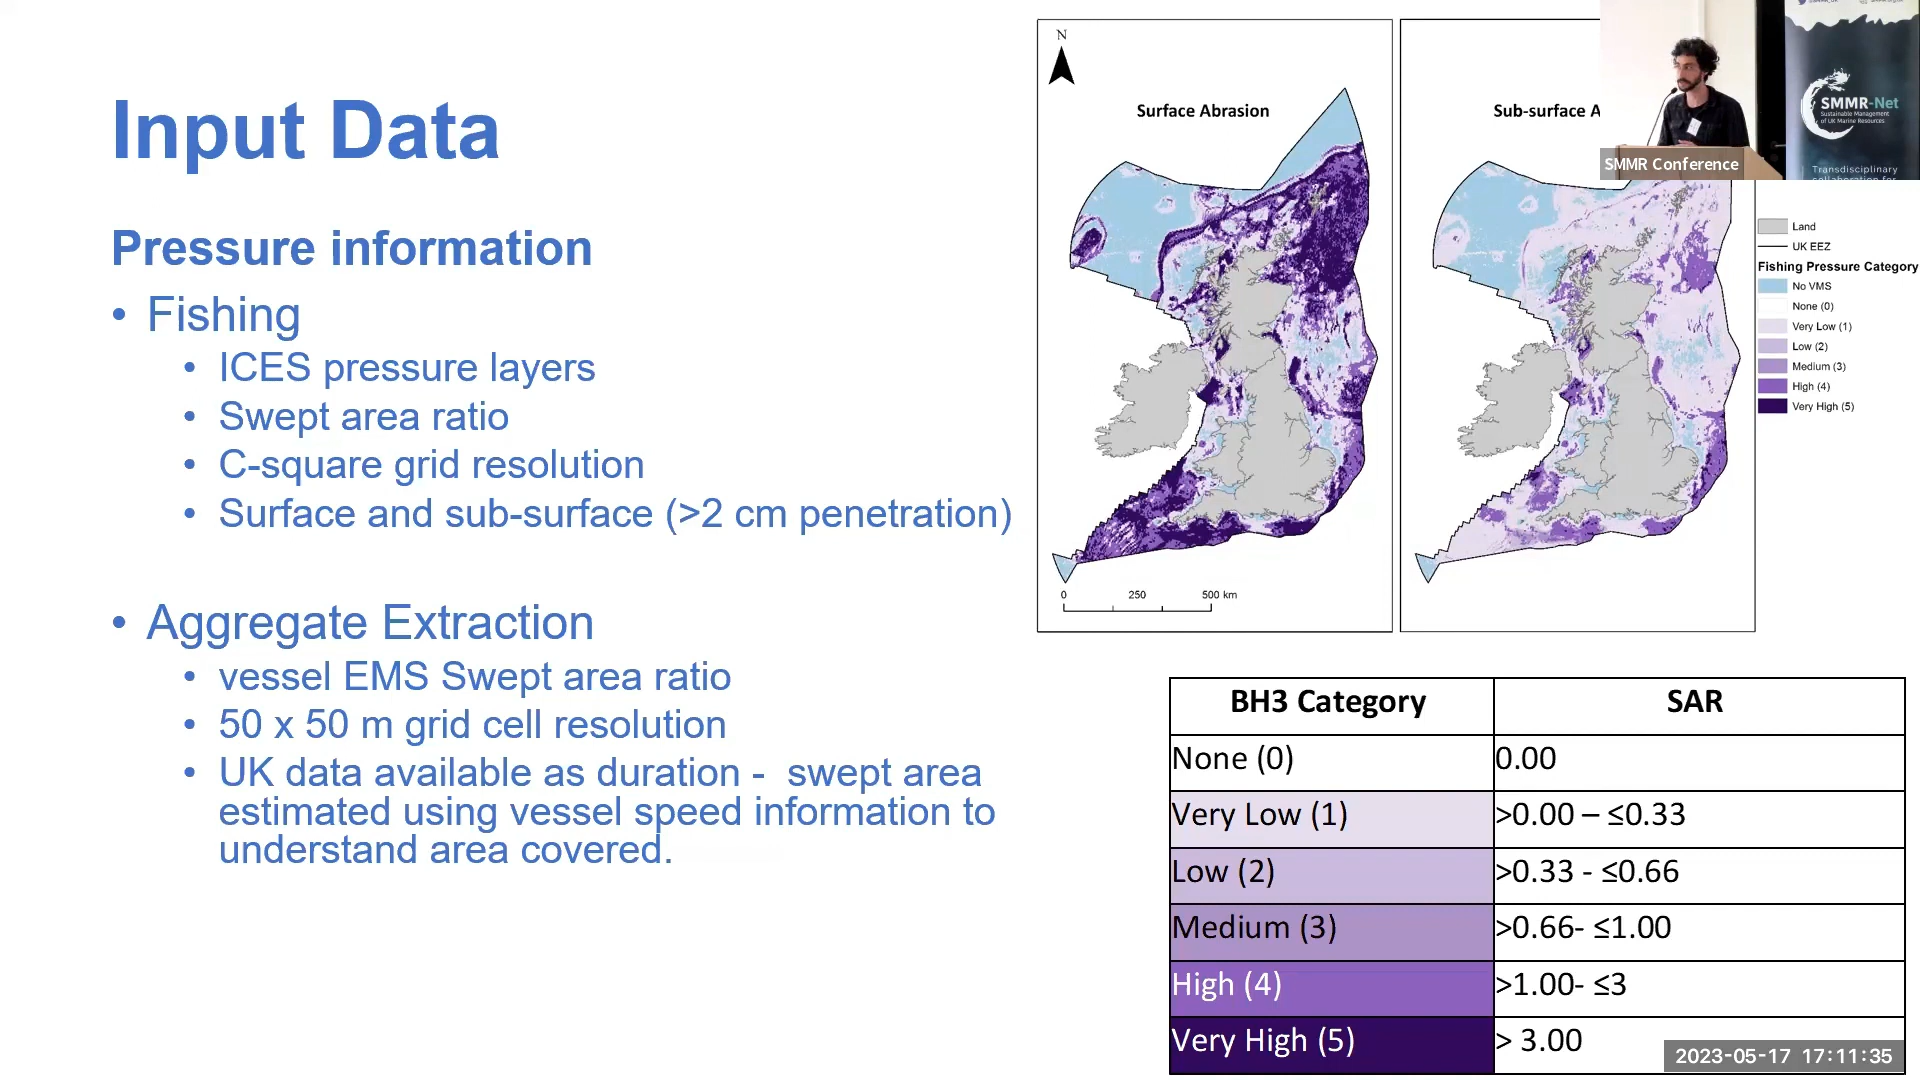 Input Data
Pressure information
• Fishing
• ICES pressure layers
• Swept area ratio
• C-square grid resolution
• Surface and sub-surface (>2 cm penetration)
• Aggregate Extraction
• vessel EMS Swept area ratio
• 50 x 50 m grid cell resolution
• UK data available as duration -  swept area
estimated using vessel speed information to
understand area covered.
N
Surface Abrasion
0 250 500 km
Sub-surface A
SMMR-Net
Sustainable Management
of UK Marine Resources
Transdisciplinary
collaboration for
SMMR Conference
Land
UK EEZ
Fishing Pressure Category
No VMS
None (0)
Very Low (1)
Low (2)
Medium (3)
High (4)
Very High (5)
BH3 Category SAR
None (0) 0.00
Very Low (1) >0.00 – ≤0.33
Low (2) >0.33 - ≤0.66
Medium (3) >0.66- ≤1.00
High (4) >1.00- ≤3
Very High (5) > 3.00
2023-05-17 17:11:35